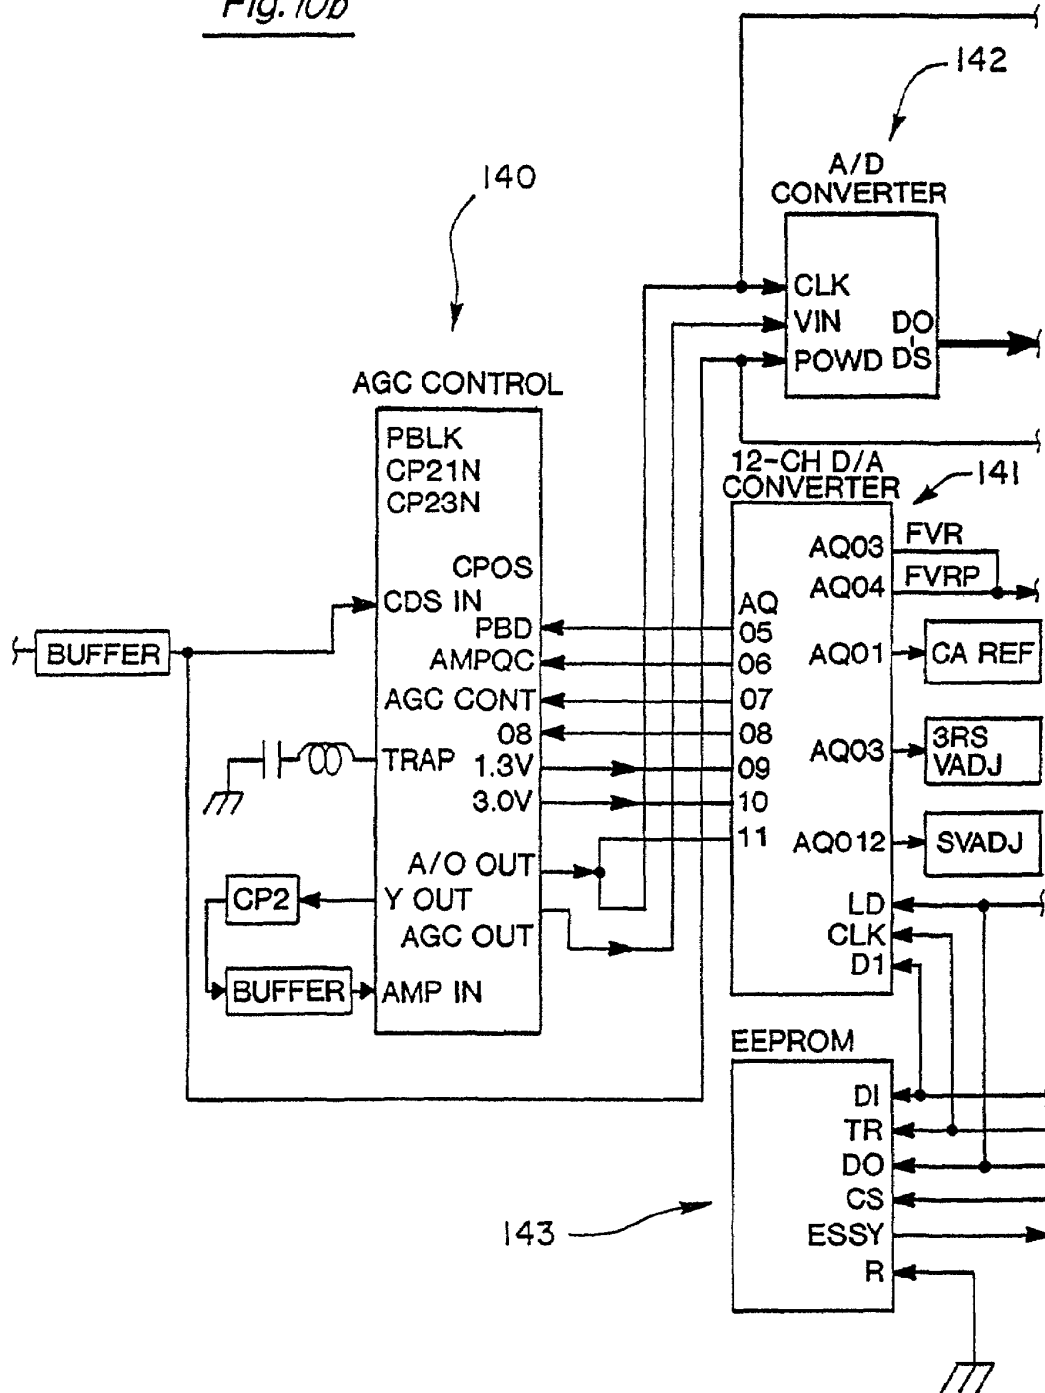 Fig. 10b
142
A/D
CONVERTER
CLK
VIN
POWD
DO
DS
140
AGC CONTROL
PBLK
CP21N
CP23N
CPOS
CDS IN
PBD
AMPQC
AGC CONT
08
TRAP
1.3V
3.0V
A/O OUT
Y OUT
AGC OUT
AMP IN
BUFFER
CP2
BUFFER
12-CH D/A
CONVERTER
141
AQ03
FVR
AQ04
FVRP
AQ
05
06
07
08
09
10
11
AQ01
CA REF
AQ03
3RS
VADJ
AQ012
SVADJ
LD
CLK
D1
EEPROM
DI
TR
DO
CS
ESSY
R
143